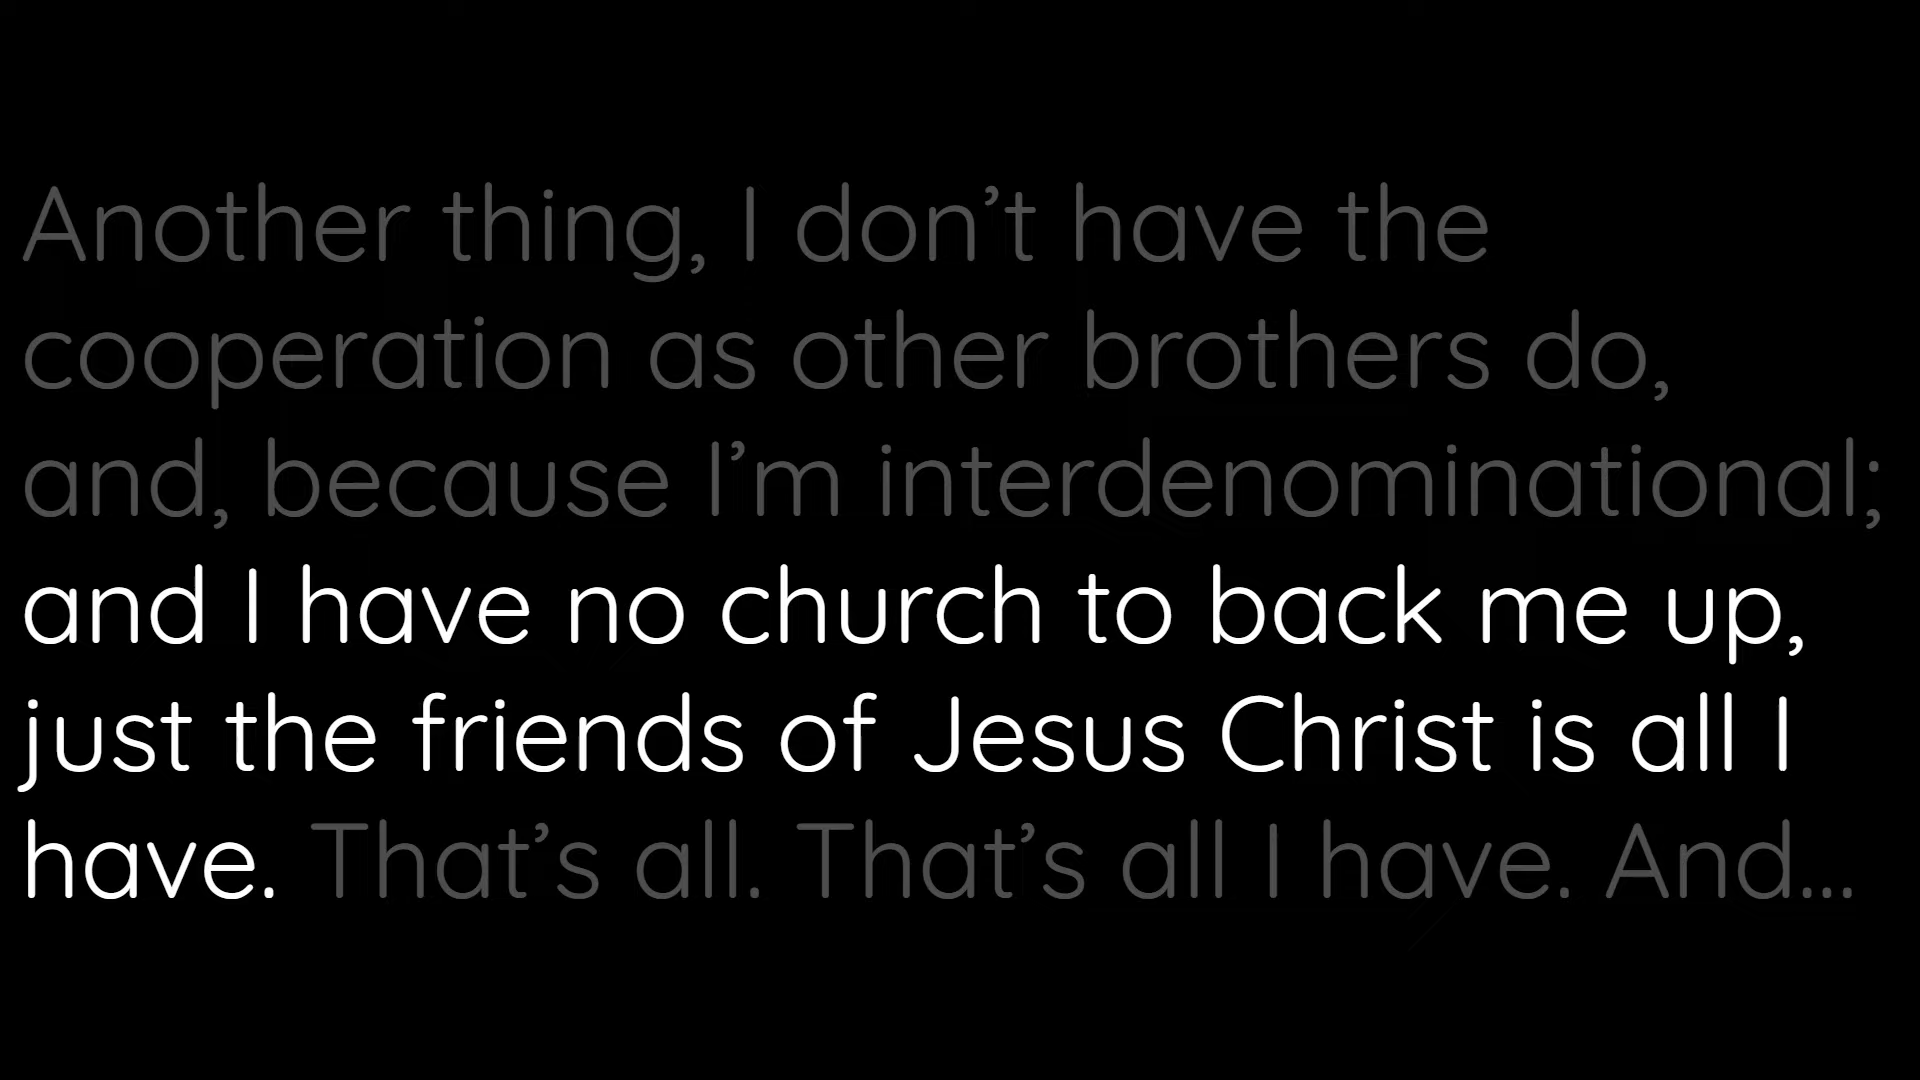 Another thing, I don’t have the
cooperation as other brothers do,
and, because I’m interdenominational;
and I have no church to back me up,
just the friends of Jesus Christ is all I
have. That’s all. That’s all I have. And...